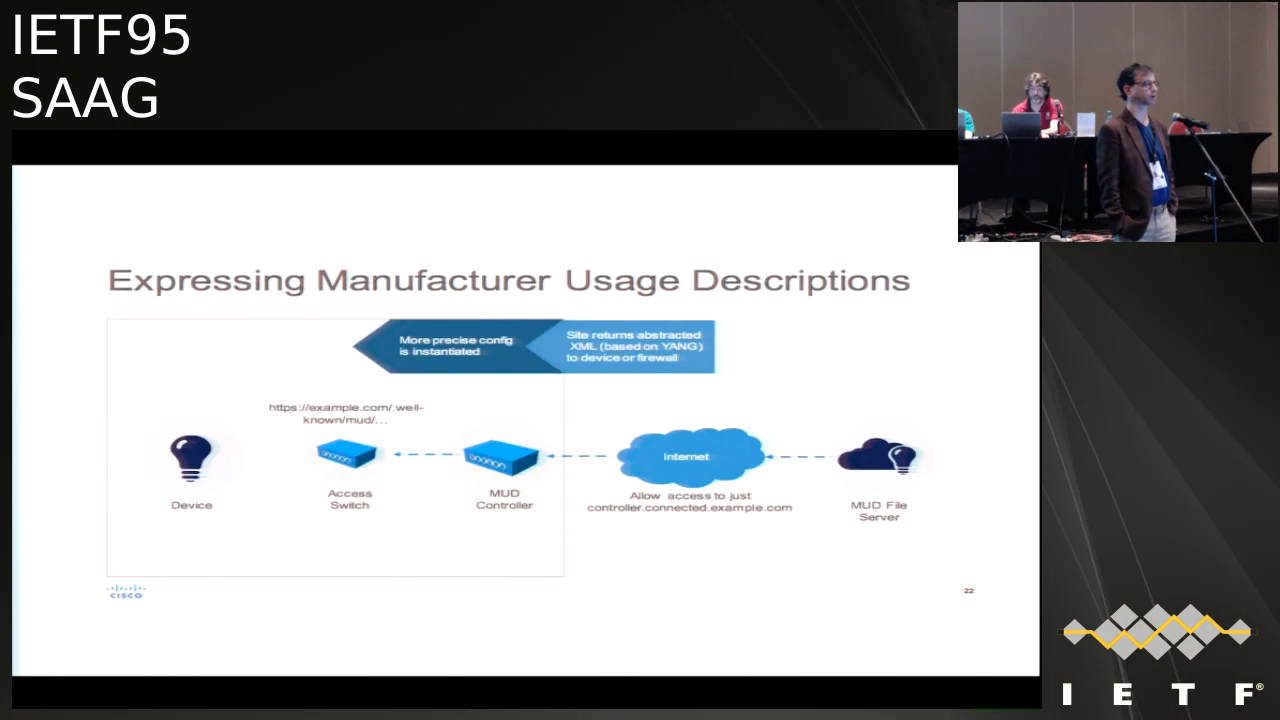 IETF95
SAAG
Expressing Manufacturer Usage Descriptions
More precise config
is instantiated
Site returns abstracted
XML (based on YANG)
to device or firewall
https://example.com/.well-
known/mud/...
Internet
Device
Access
Switch
MUD
Controller
Allow access to just
controller.connected.example.com
MUD File
Server
CISCO
22
I E T F®